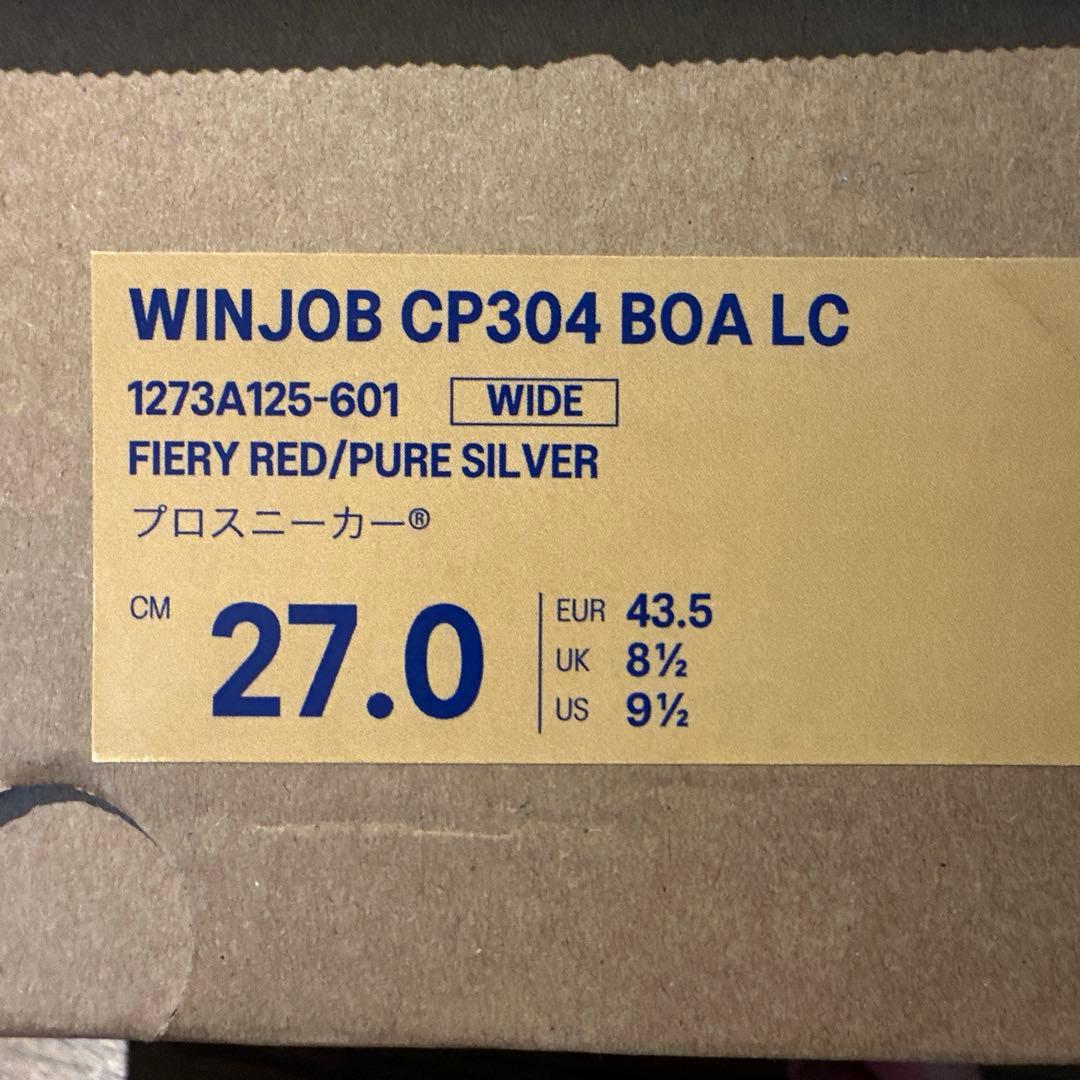 WINJOB CP304 BOA LC
1273A125-601 WIDE
FIERY RED/PURE SILVER
プロスニーカー®
CM 27.0
EUR 43.5
UK 8½
US 9½